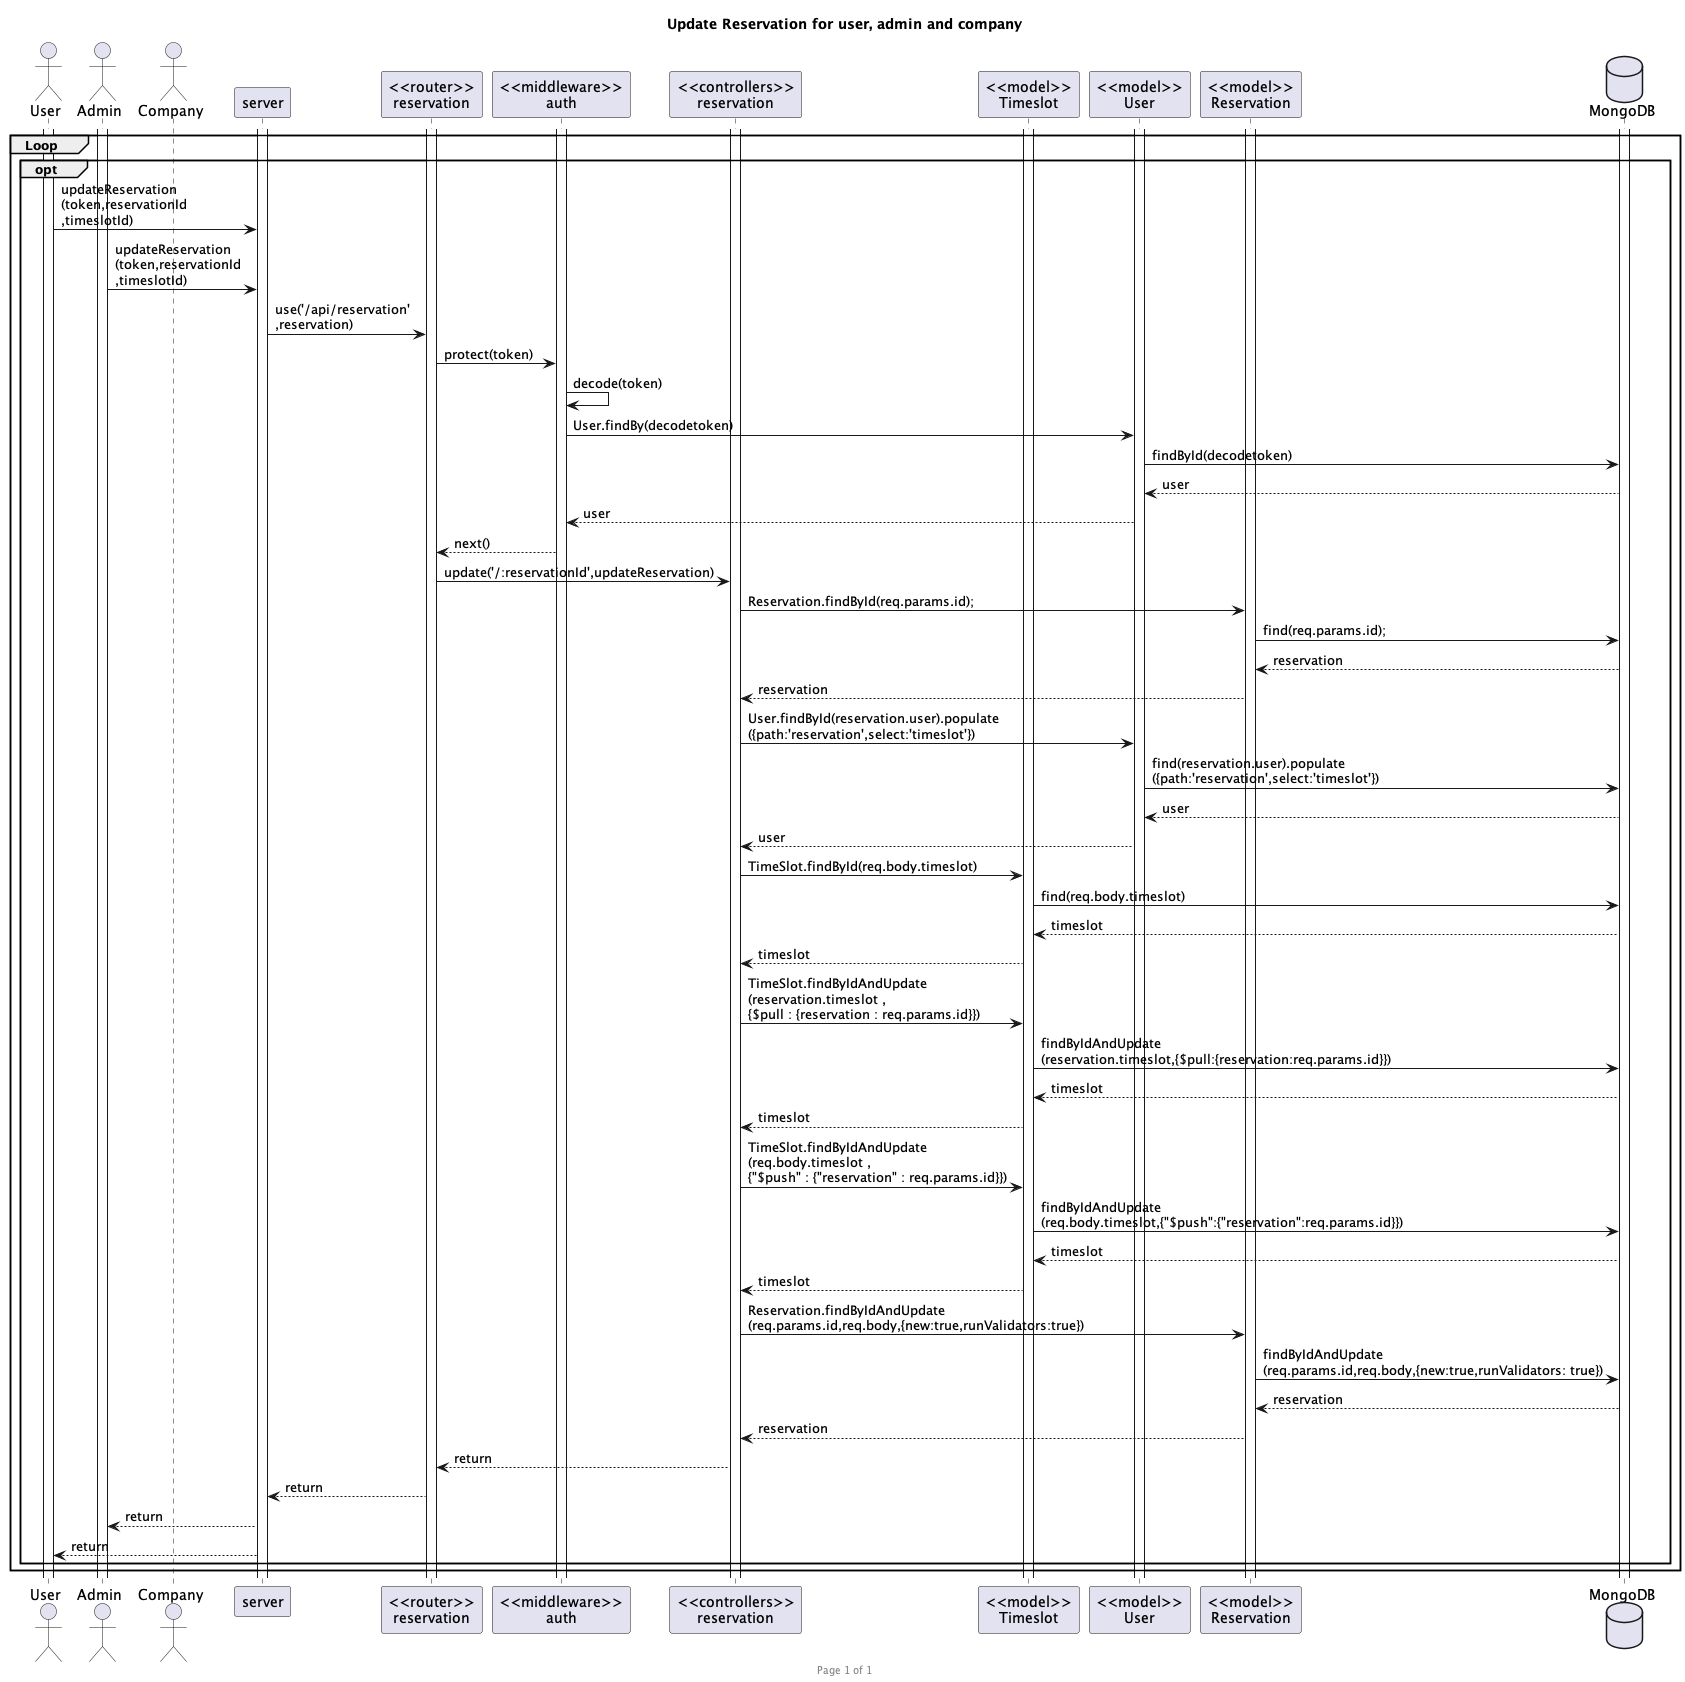 Update Reservation for user, admin and company
User
Admin
Company
server
<<router>>
reservation
<<middleware>>
auth
<<controllers>>
reservation
<<model>>
Timeslot
<<model>>
User
<<model>>
Reservation
MongoDB
Loop
opt
updateReservation
(token,reservationId
,timeslotId)
updateReservation
(token,reservationId
,timeslotId)
use('/api/reservation'
,reservation)
protect(token)
decode(token)
User.findBy(decodetoken)
findById(decodetoken)
user
user
next()
update('/:reservationId',updateReservation)
Reservation.findById(req.params.id);
find(req.params.id);
reservation
reservation
User.findById(reservation.user).populate
({path:'reservation',select:'timeslot'})
find(reservation.user).populate
({path:'reservation',select:'timeslot'})
user
user
TimeSlot.findById(req.body.timeslot)
find(req.body.timeslot)
timeslot
timeslot
TimeSlot.findByIdAndUpdate
(reservation.timeslot ,
{$pull : {reservation : req.params.id}})
findByIdAndUpdate
(reservation.timeslot,{$pull:{reservation:req.params.id}})
timeslot
timeslot
TimeSlot.findByIdAndUpdate
(req.body.timeslot ,
{"$push" : {"reservation" : req.params.id}})
findByIdAndUpdate
(req.body.timeslot,{"$push":{"reservation":req.params.id}})
timeslot
timeslot
Reservation.findByIdAndUpdate
(req.params.id,req.body,{new:true,runValidators:true})
findByIdAndUpdate
(req.params.id,req.body,{new:true,runValidators: true})
reservation
reservation
return
return
return
return
User
Admin
Company
server
<<router>>
reservation
<<middleware>>
auth
<<controllers>>
reservation
<<model>>
Timeslot
<<model>>
User
<<model>>
Reservation
MongoDB
Page 1 of 1